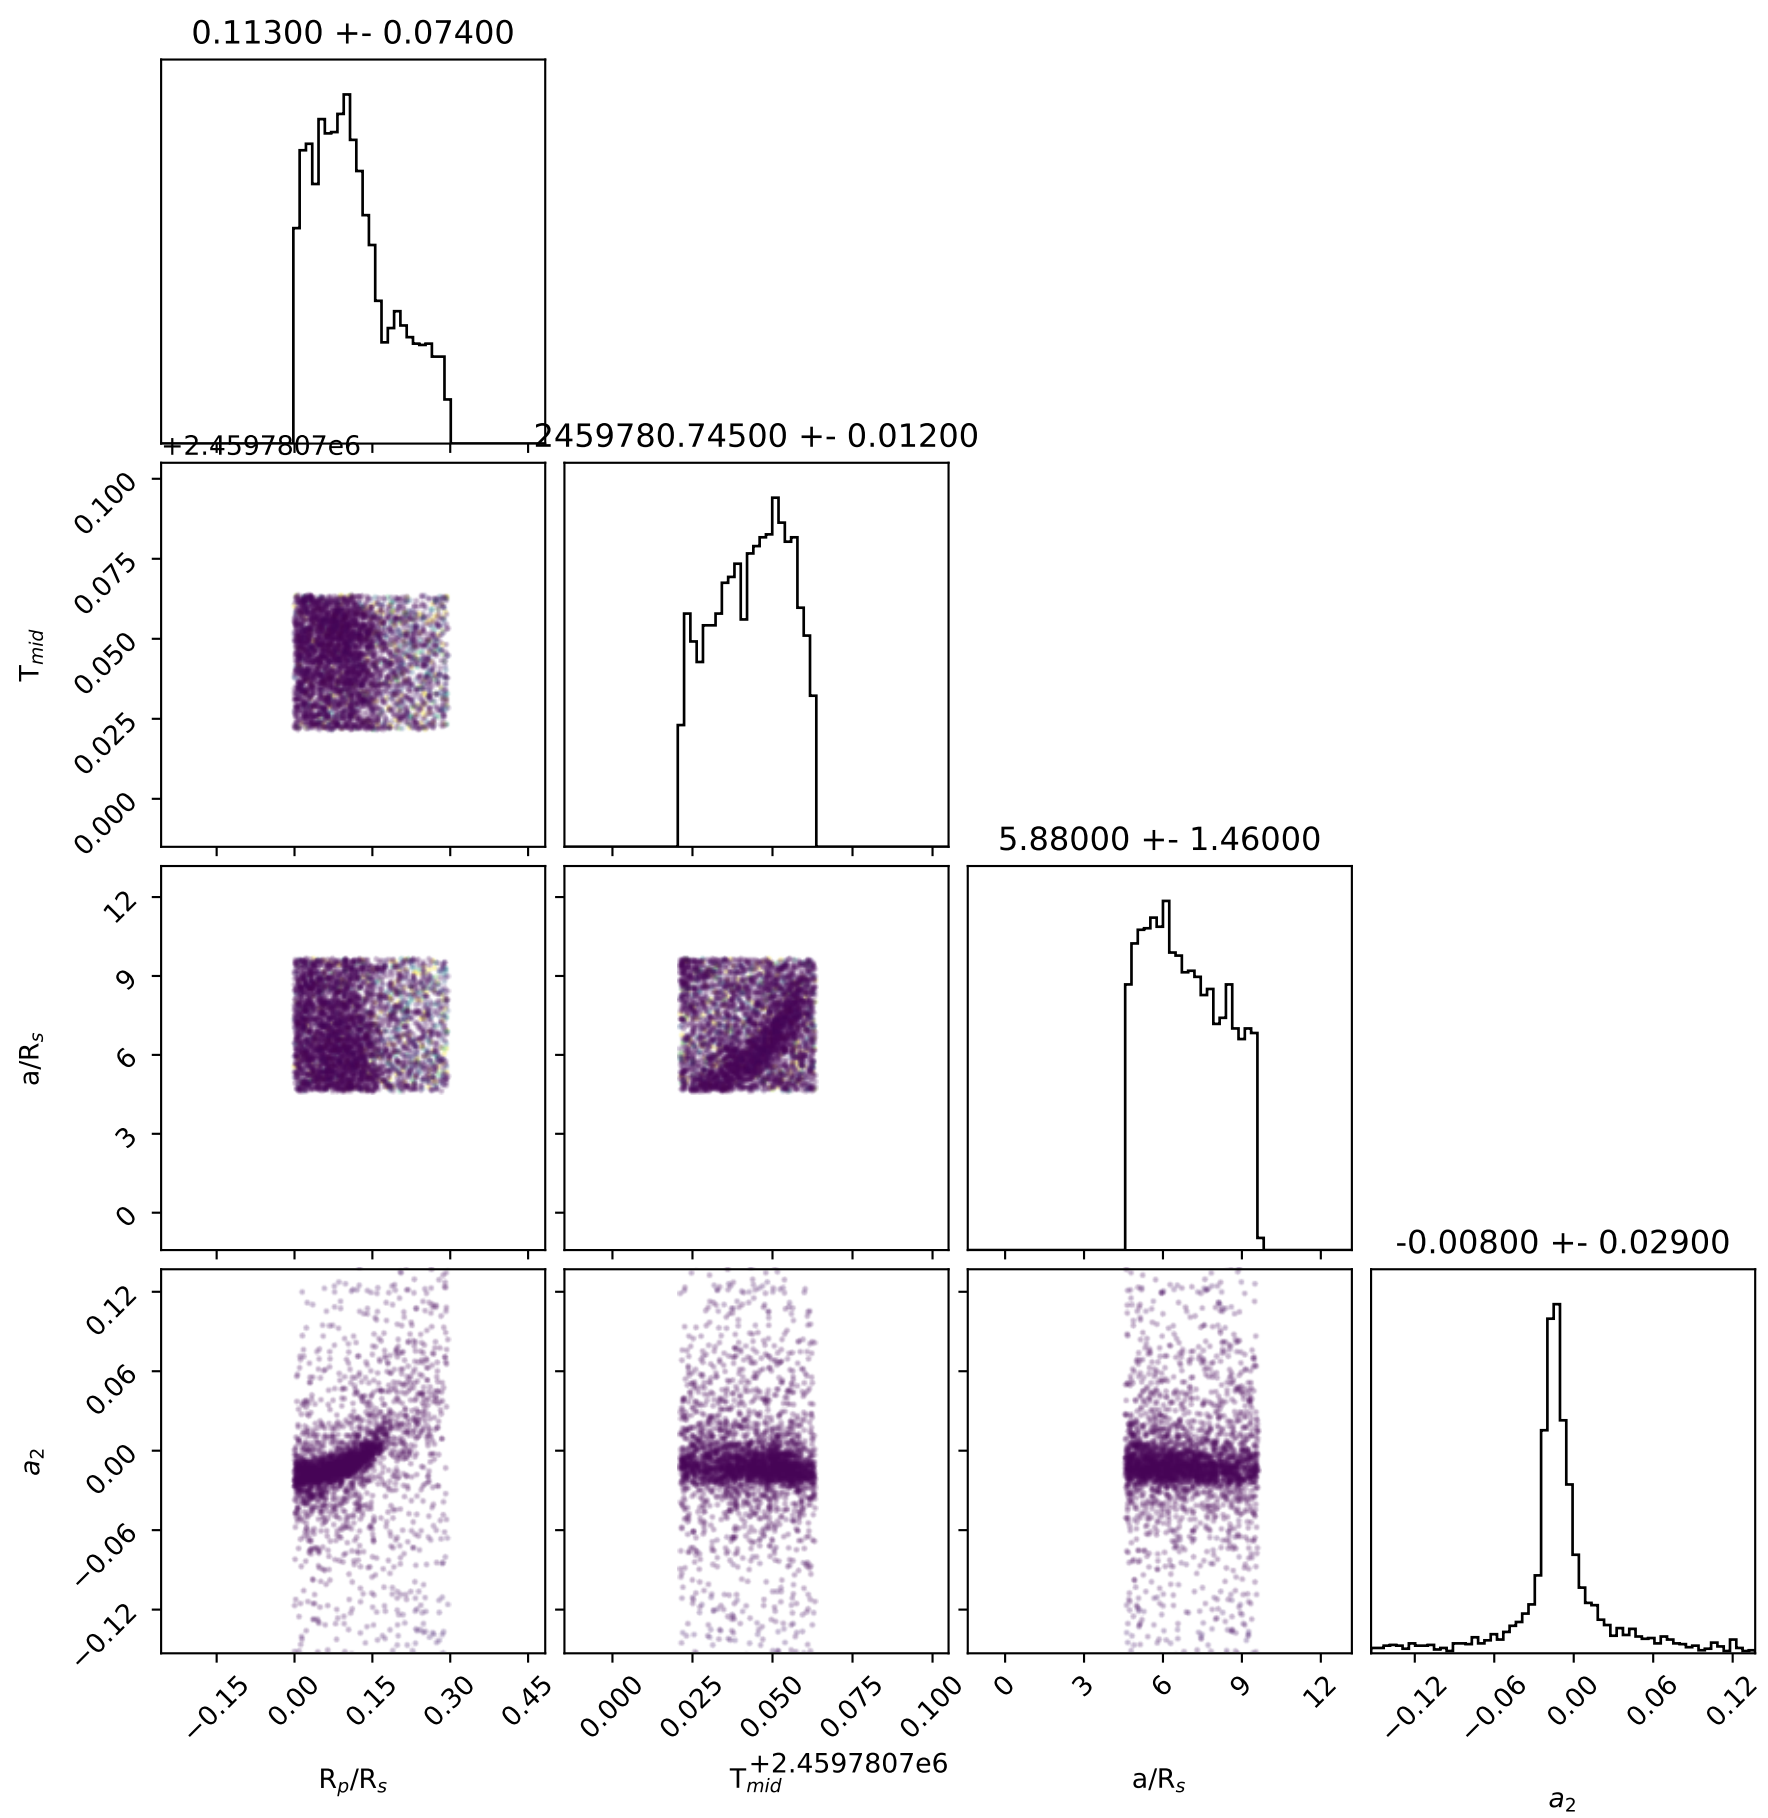 0.11300 +- 0.07400
+2.4597807e6
2459780.74500 +- 0.01200
0.100
0.075
0.050
0.025
0.000
T_mid
5.88000 +- 1.46000
12
9
6
3
0
a/R_s
-0.00800 +- 0.02900
0.12
0.06
0.00
−0.06
−0.12
a_2
−0.15 0.00 0.15 0.30 0.45
0.000 0.025 0.050 0.075 0.100
0 3 6 9 12
−0.12 −0.06 0.00 0.06 0.12
+2.4597807e6
R_p/R_s
T_mid
a/R_s
a_2